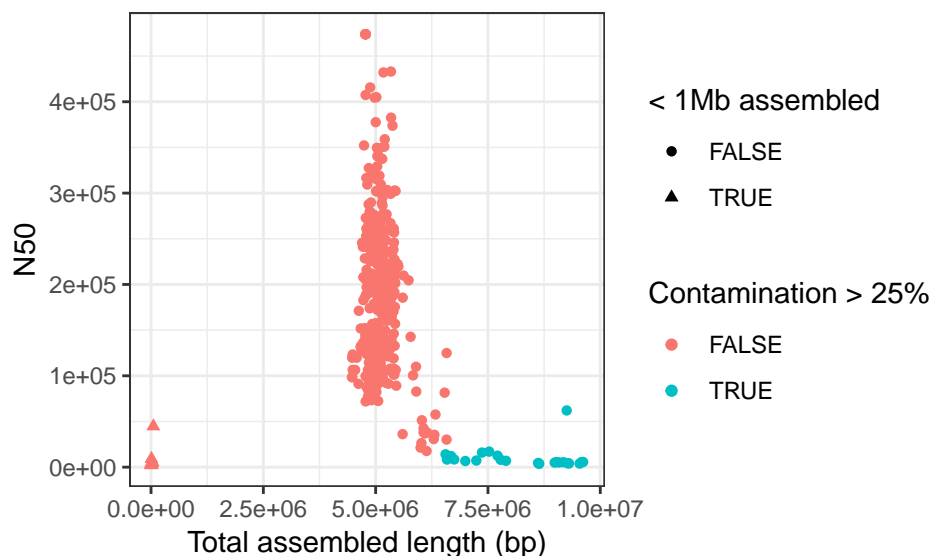 4e+05
3e+05
2e+05
1e+05
0e+00
N50
0.0e+00 2.5e+06 5.0e+06 7.5e+06 1.0e+07
Total assembled length (bp)
< 1Mb assembled
FALSE
TRUE
Contamination > 25%
FALSE
TRUE